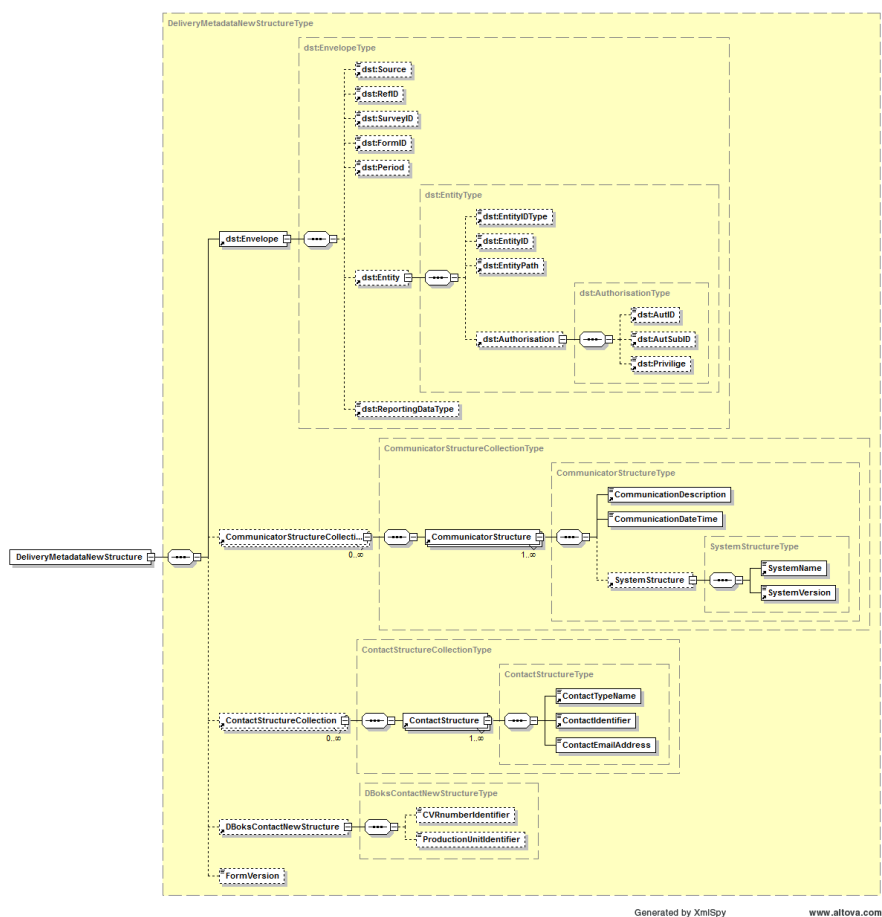 DeliveryMetadataNewStructureType
dst:EnvelopeType
dst:Source
dst:RefID
dst:SurveyID
dst:FormID
dst:Period
dst:EntityType
dst:EntityIDType
dst:Envelope
dst:EntityID
dst:EntityPath
dst:Entity
dst:AuthorisationType
dst:AutID
dst:Authorisation
dst:AutSubID
dst:Privilige
dst:ReportingDataType
CommunicatorStructureCollectionType
CommunicatorStructureType
CommunicationDescription
CommunicationDateTime
CommunicatorStructureCollecti...
0..∞
CommunicatorStructure
1..∞
SystemStructureType
DeliveryMetadataNewStructure
SystemName
SystemStructure
SystemVersion
ContactStructureCollectionType
ContactStructureType
ContactTypeName
ContactStructureCollection
0..∞
ContactStructure
1..∞
ContactIdentifier
ContactEmailAddress
DBoksContactNewStructureType
CVRnumberIdentifier
DBoksContactNewStructure
ProductionUnitIdentifier
FormVersion
Generated by XmlSpy
www.altova.com